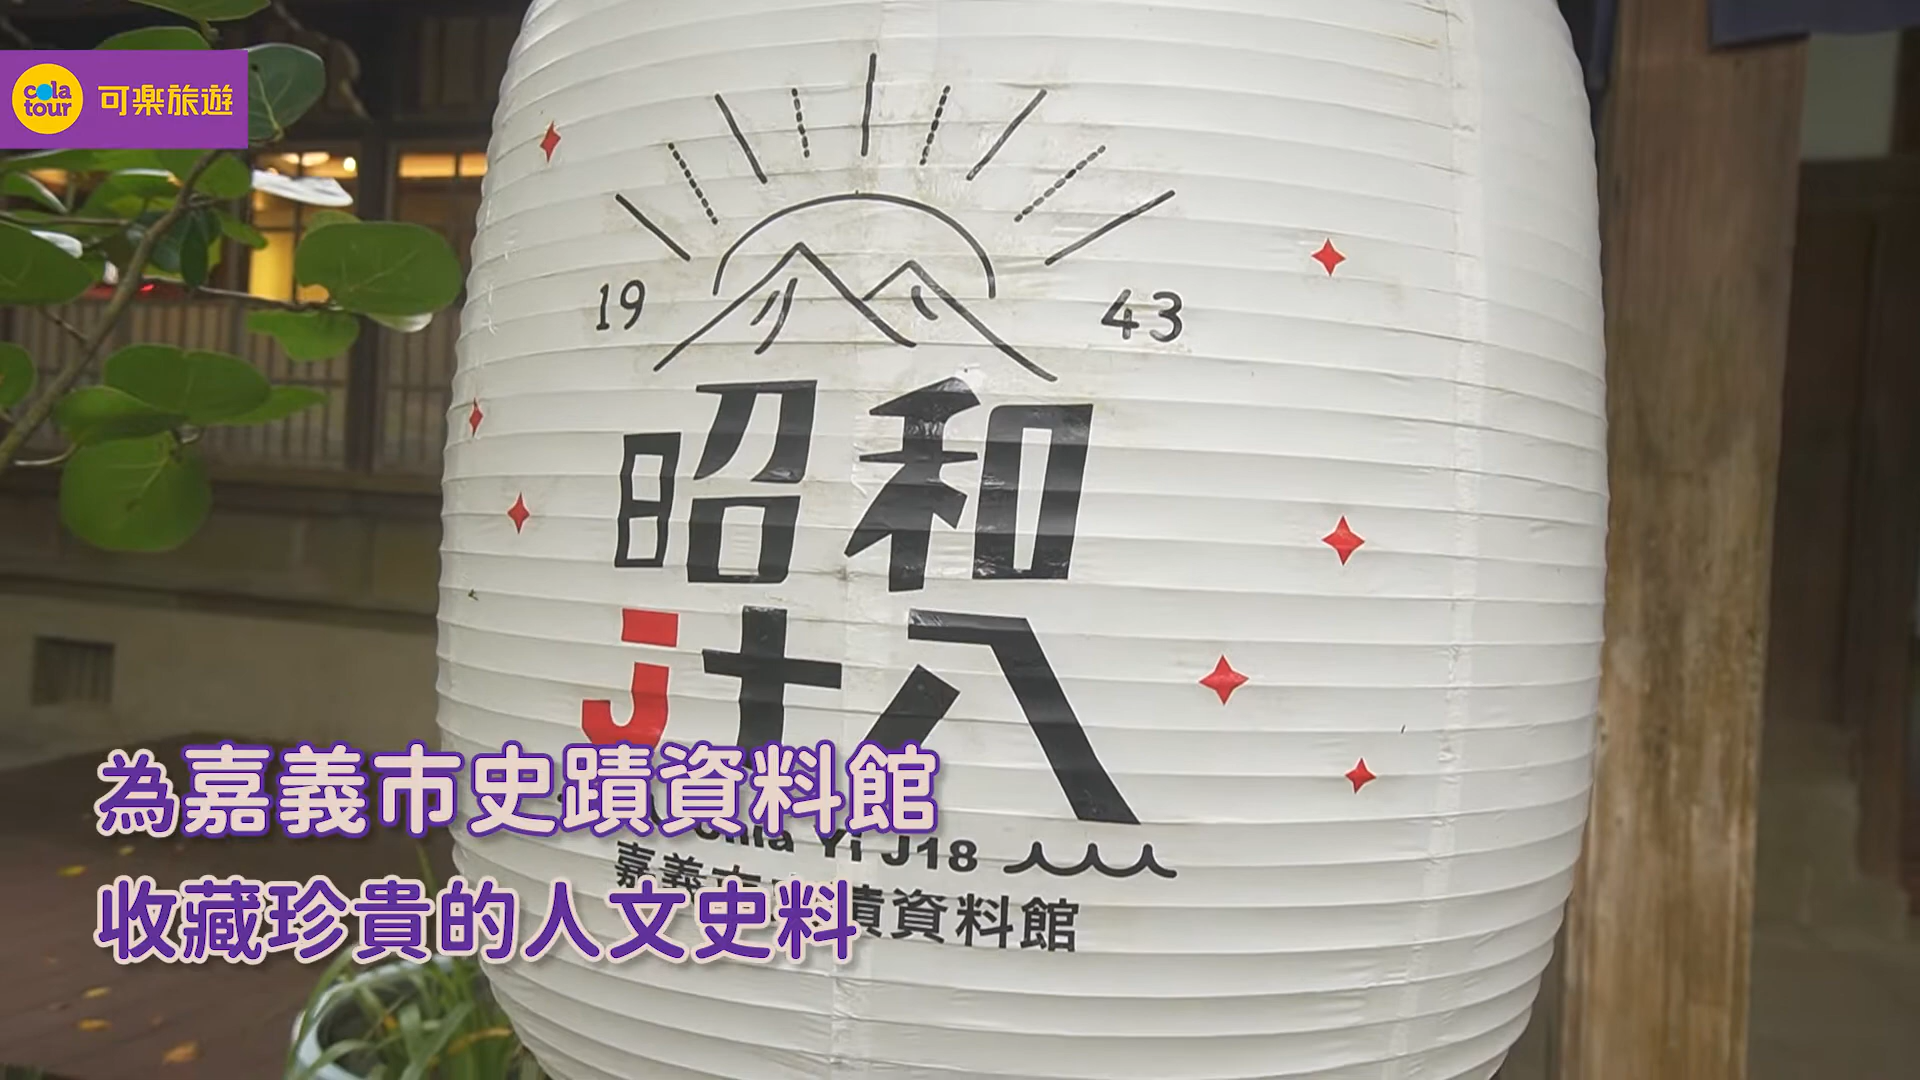 cola
tour
可樂旅遊
19 43
昭和
J十八
Yi J18
為嘉義市史蹟資料館
收藏珍貴的人文史料
嘉義
資料館